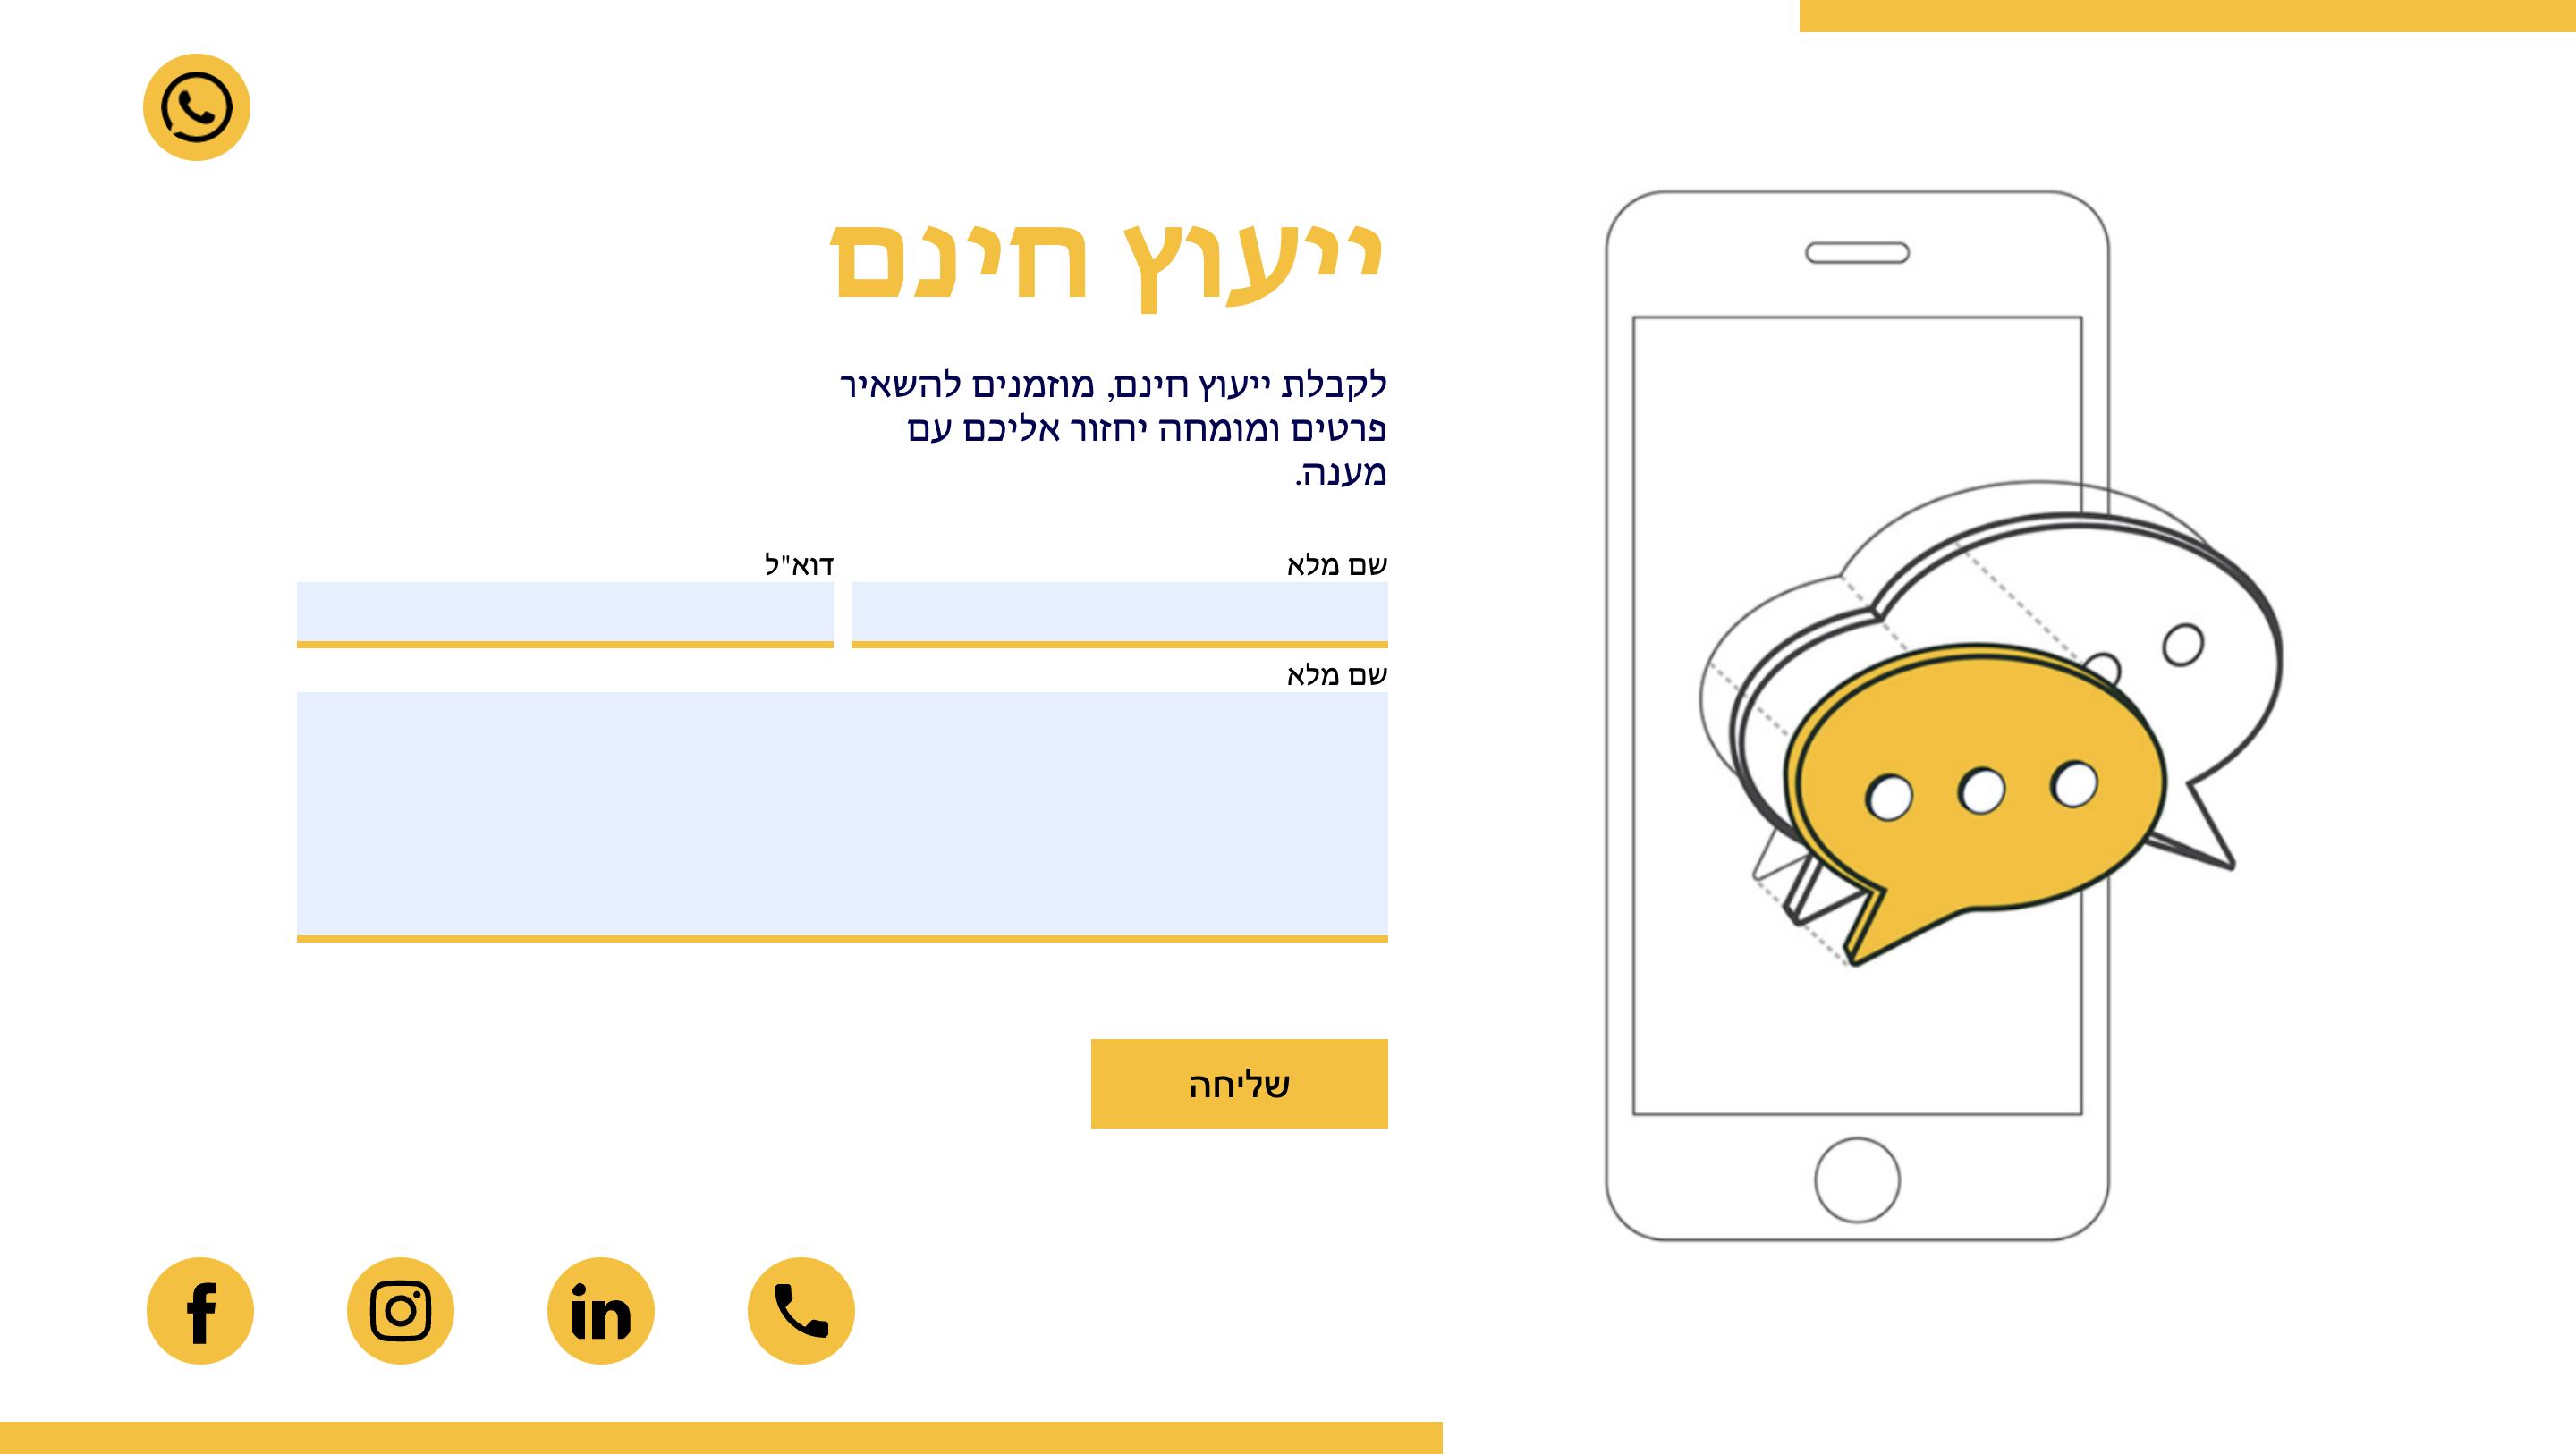 ייעוץ חינם
לקבלת ייעוץ חינם, מוזמנים להשאיר
פרטים ומומחה יחזור אליכם עם
מענה.
שם מלא
דוא"ל
שם מלא
שליחה